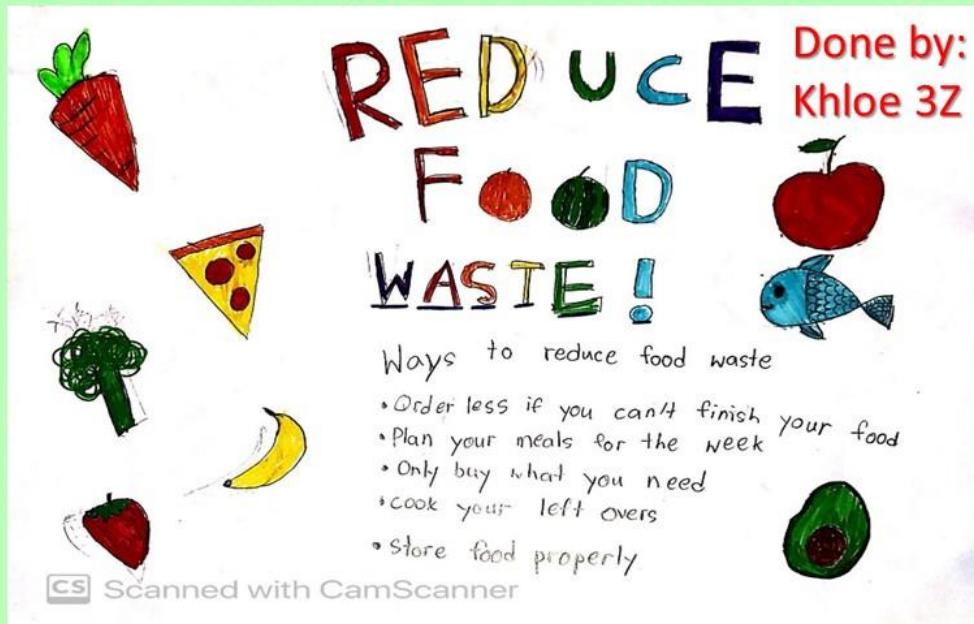 REDUCE
FOOD
WASTE!
Done by:
Khloe 3Z
Ways to reduce food waste
• Order less if you can't finish your food
• Plan your meals for the week
• Only buy what you need
• Cook your left overs
• Store food properly
CS Scanned with CamScanner